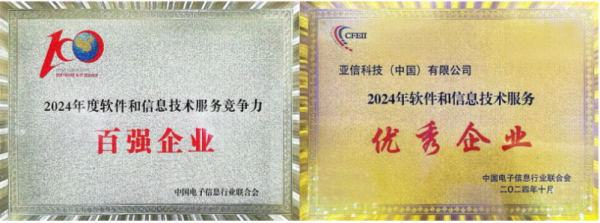 2024年度软件和信息技术服务竞争力
百强企业
中国电子信息行业联合会
CFEII
亚信科技（中国）有限公司
2024年软件和信息技术服务
优秀企业
中国电子信息行业联合会
二〇二四年十月